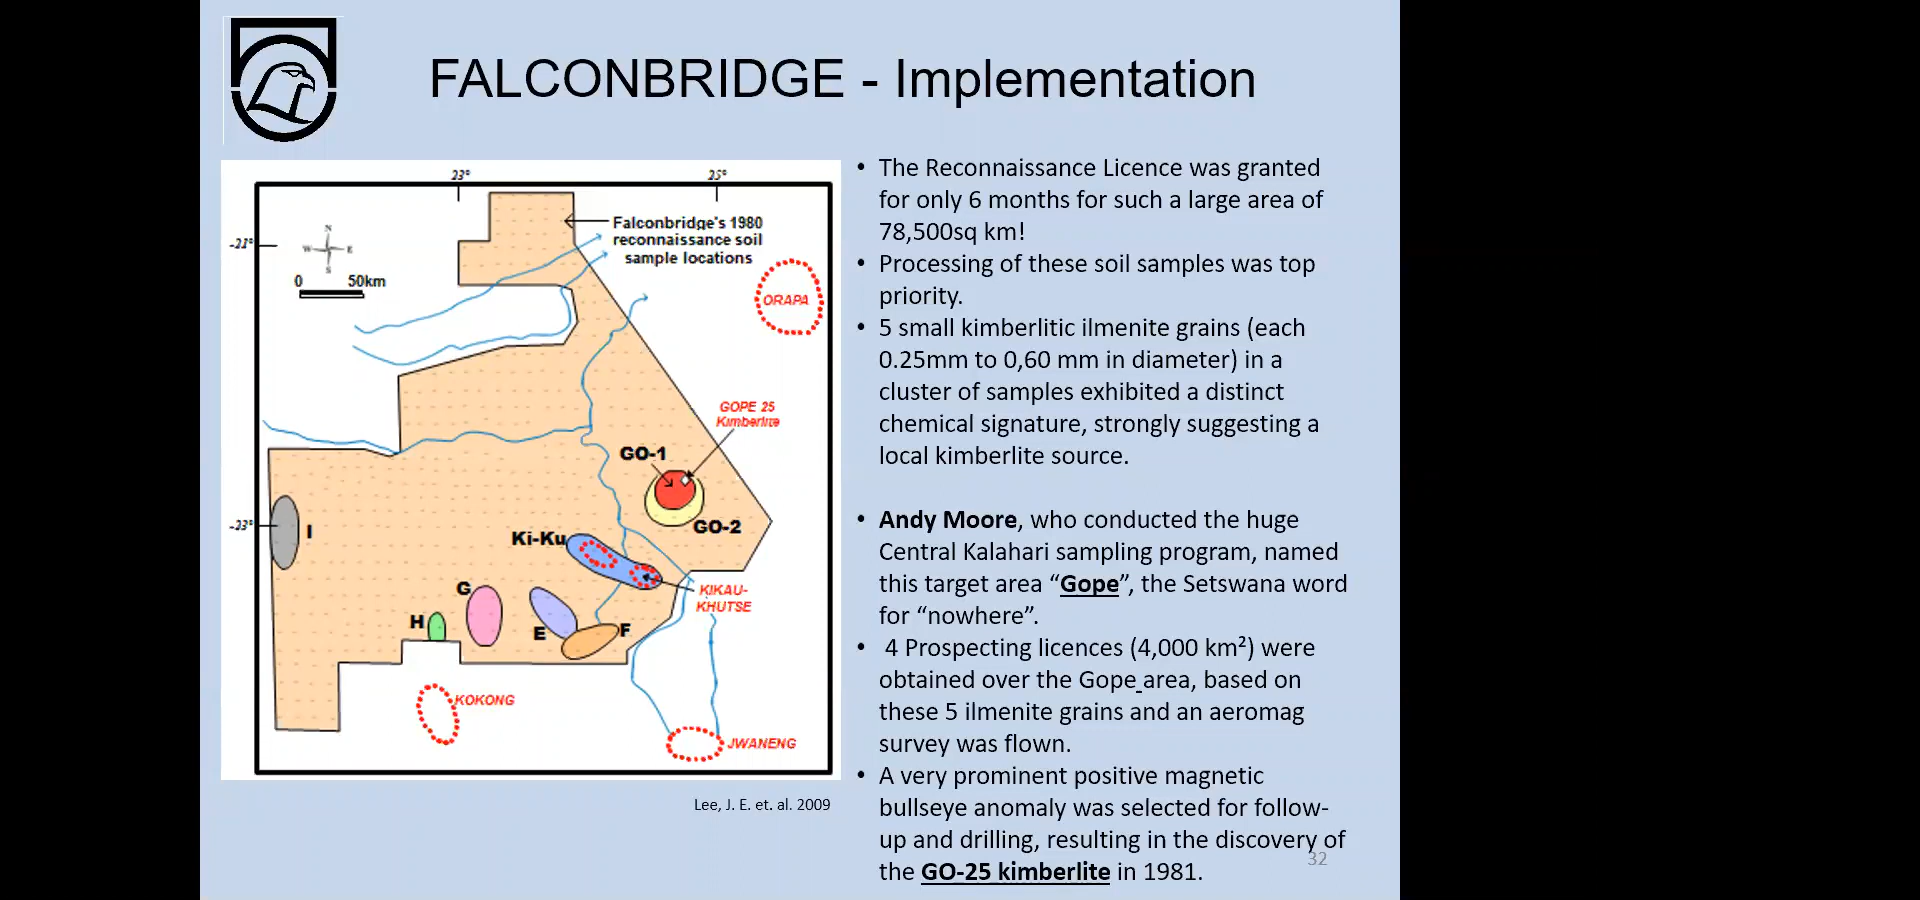 FALCONBRIDGE - Implementation
23°
25°
-21°
N
W
E
S
0
50km
Falconbridge's 1980
reconnaissance soil
sample locations
ORAPA
GOPE 25
Kimberlite
GO-1
GO-2
-23°
I
Ki-Ku
KIKAU-
KHUTSE
G
H
E
F
KOKONG
JWANENG
Lee, J. E. et. al. 2009
• The Reconnaissance Licence was granted
for only 6 months for such a large area of
78,500sq km!
• Processing of these soil samples was top
priority.
• 5 small kimberlitic ilmenite grains (each
0.25mm to 0,60 mm in diameter) in a
cluster of samples exhibited a distinct
chemical signature, strongly suggesting a
local kimberlite source.
• Andy Moore, who conducted the huge
Central Kalahari sampling program, named
this target area “Gope”, the Setswana word
for “nowhere”.
• 4 Prospecting licences (4,000 km²) were
obtained over the Gope area, based on
these 5 ilmenite grains and an aeromag
survey was flown.
• A very prominent positive magnetic
bullseye anomaly was selected for follow-
up and drilling, resulting in the discovery of
the GO-25 kimberlite in 1981.
32